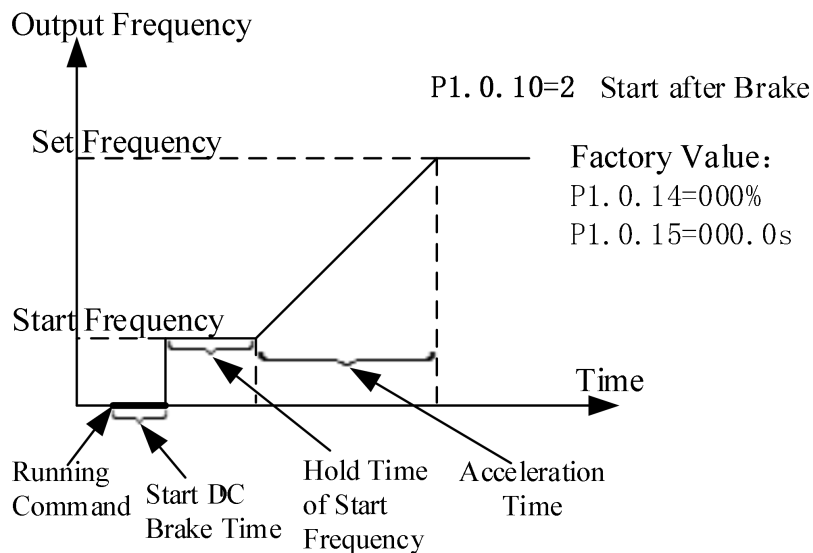 Output Frequency
P1.0.10=2 Start after Brake
Set Frequency
Factory Value:
P1.0.14=000%
P1.0.15=000.0s
Start Frequency
Time
Running
Command
Start DC
Brake Time
Hold Time
of Start
Frequency
Acceleration
Time